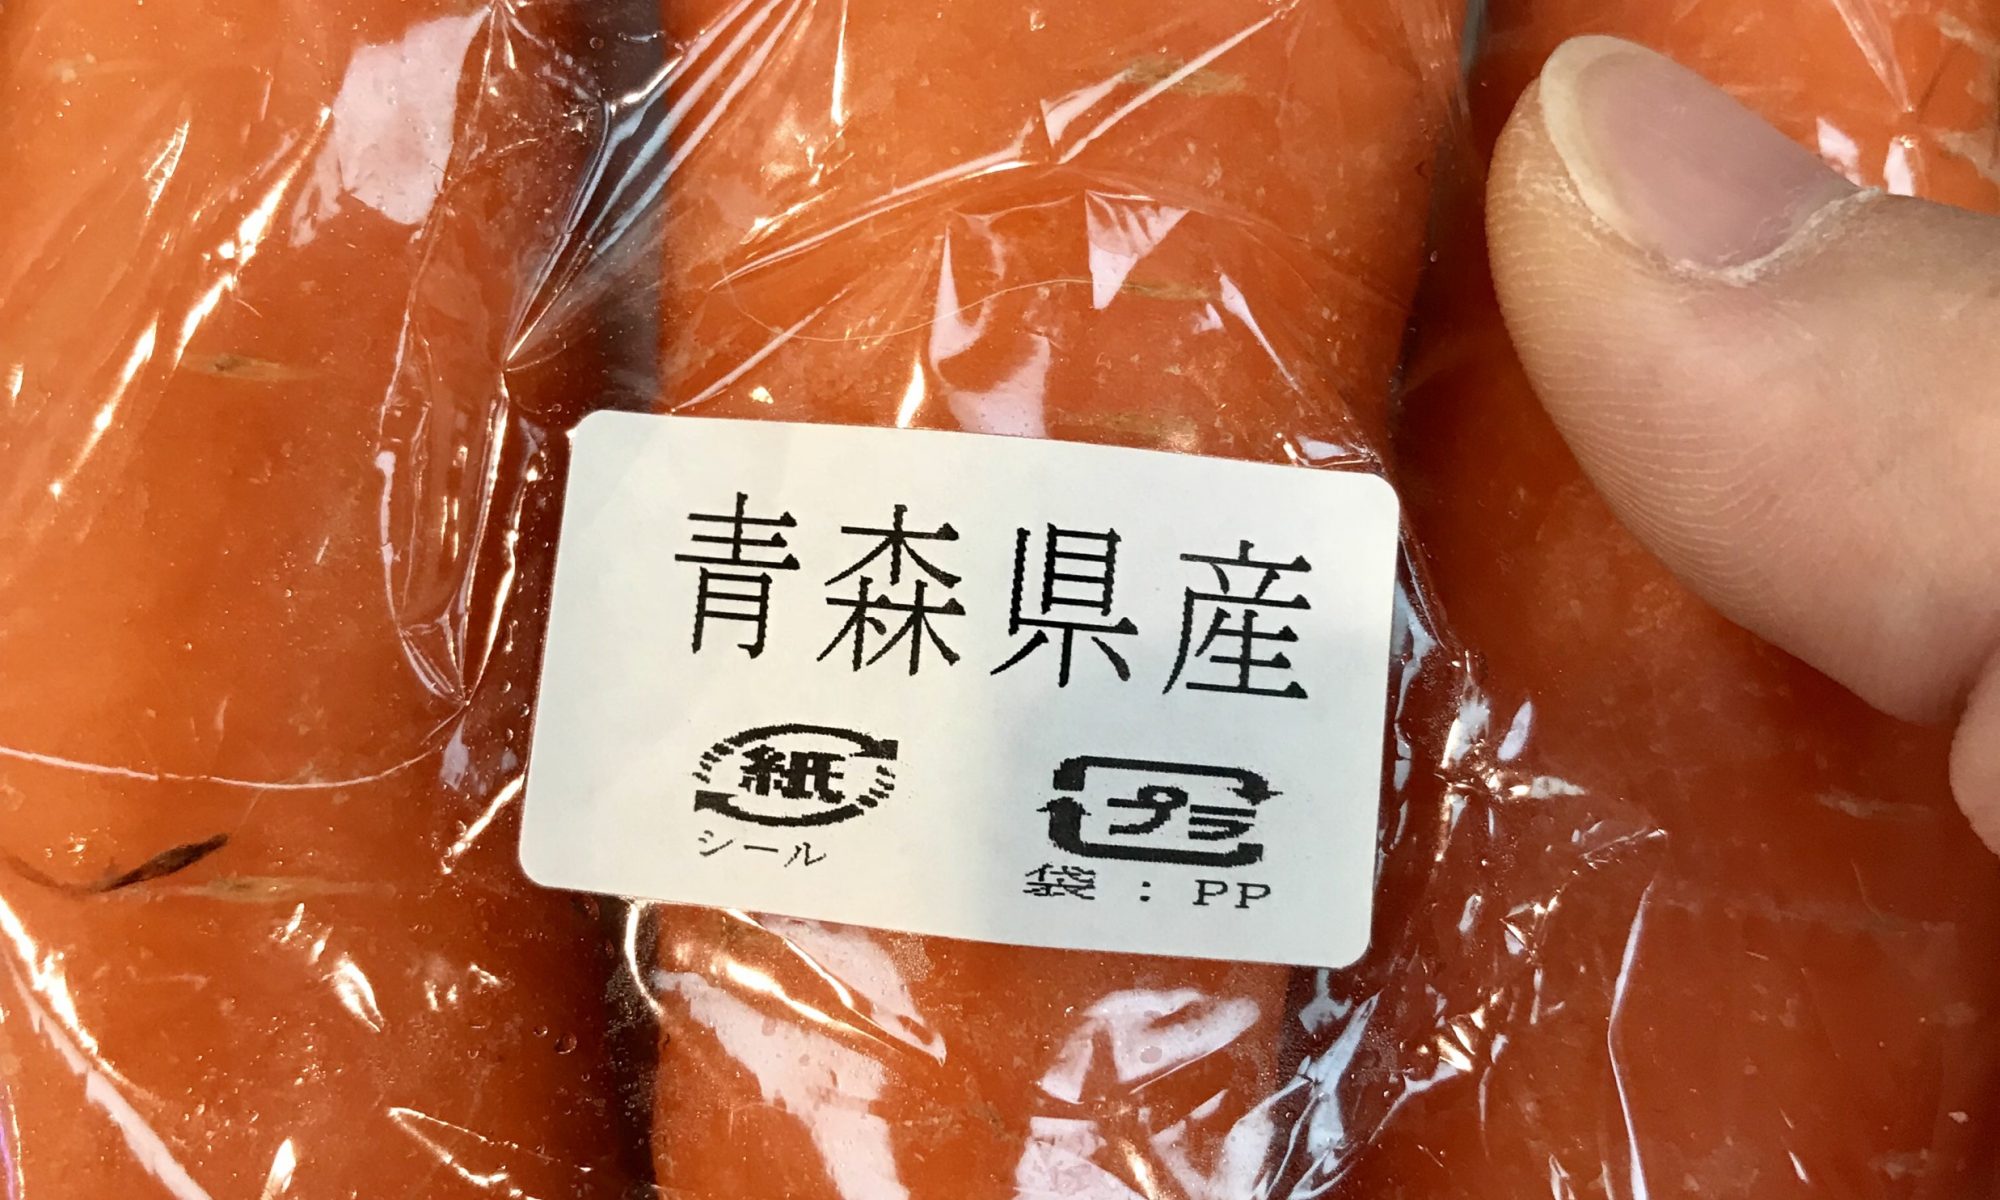 青森県産
紙 プラ
シール 袋：PP